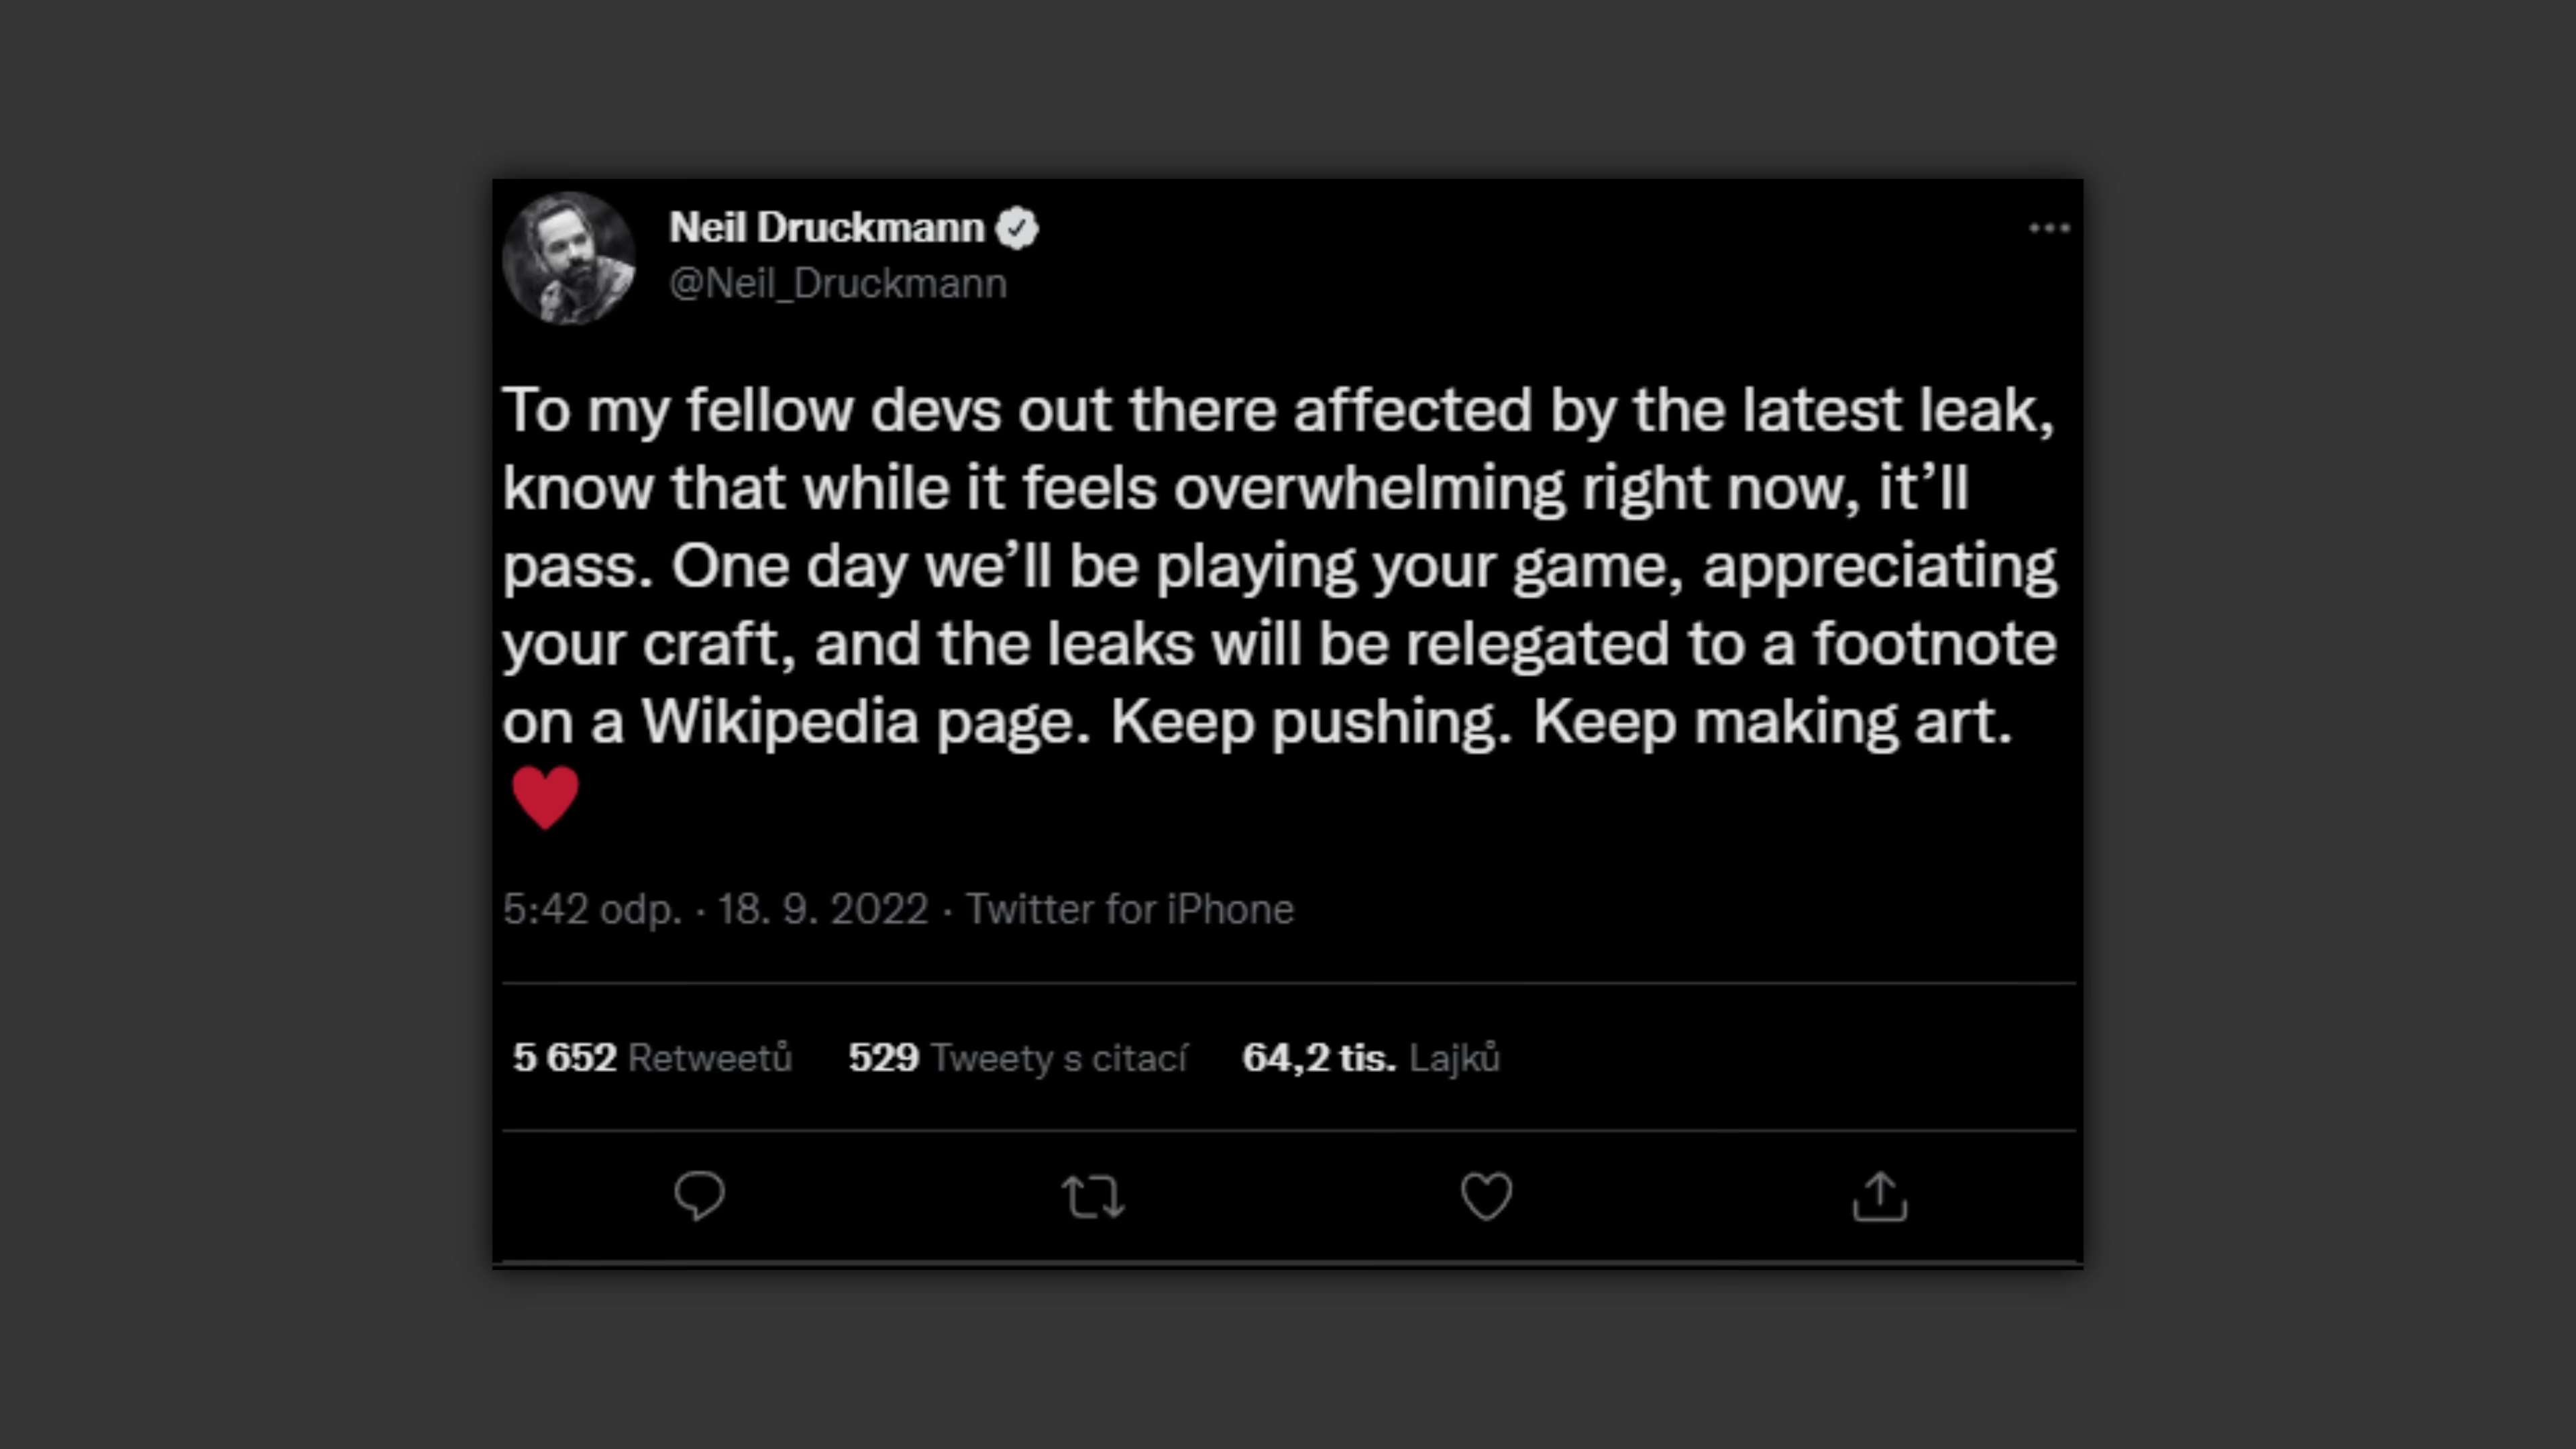 Neil Druckmann
@Neil_Druckmann
To my fellow devs out there affected by the latest leak,
know that while it feels overwhelming right now, it’ll
pass. One day we’ll be playing your game, appreciating
your craft, and the leaks will be relegated to a footnote
on a Wikipedia page. Keep pushing. Keep making art.
♥
5:42 odp. · 18. 9. 2022 · Twitter for iPhone
5 652 Retweetů 529 Tweety s citací 64,2 tis. Lajků